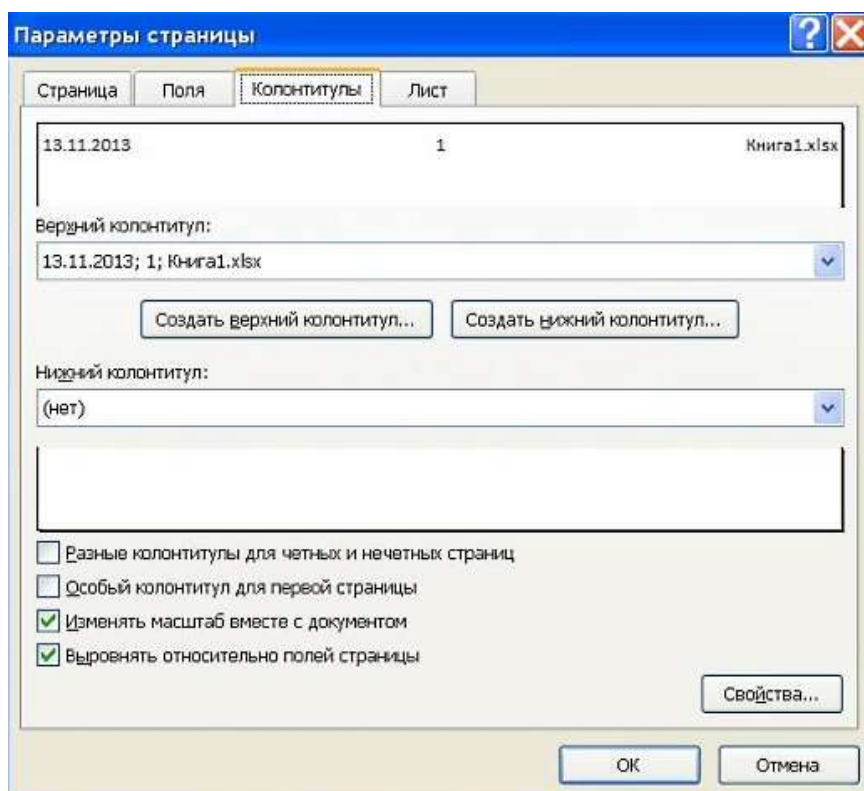 Параметры страницы
Страница Поля Колонтитулы Лист
13.11.2013 1 Книга1.xlsx
Верхний колонтитул:
13.11.2013; 1; Книга1.xlsx
Создать верхний колонтитул... Создать нижний колонтитул...
Нижний колонтитул:
(нет)
Разные колонтитулы для четных и нечетных страниц
Особый колонтитул для первой страницы
Изменять масштаб вместе с документом
Выровнять относительно полей страницы
Свойства...
ОК Отмена